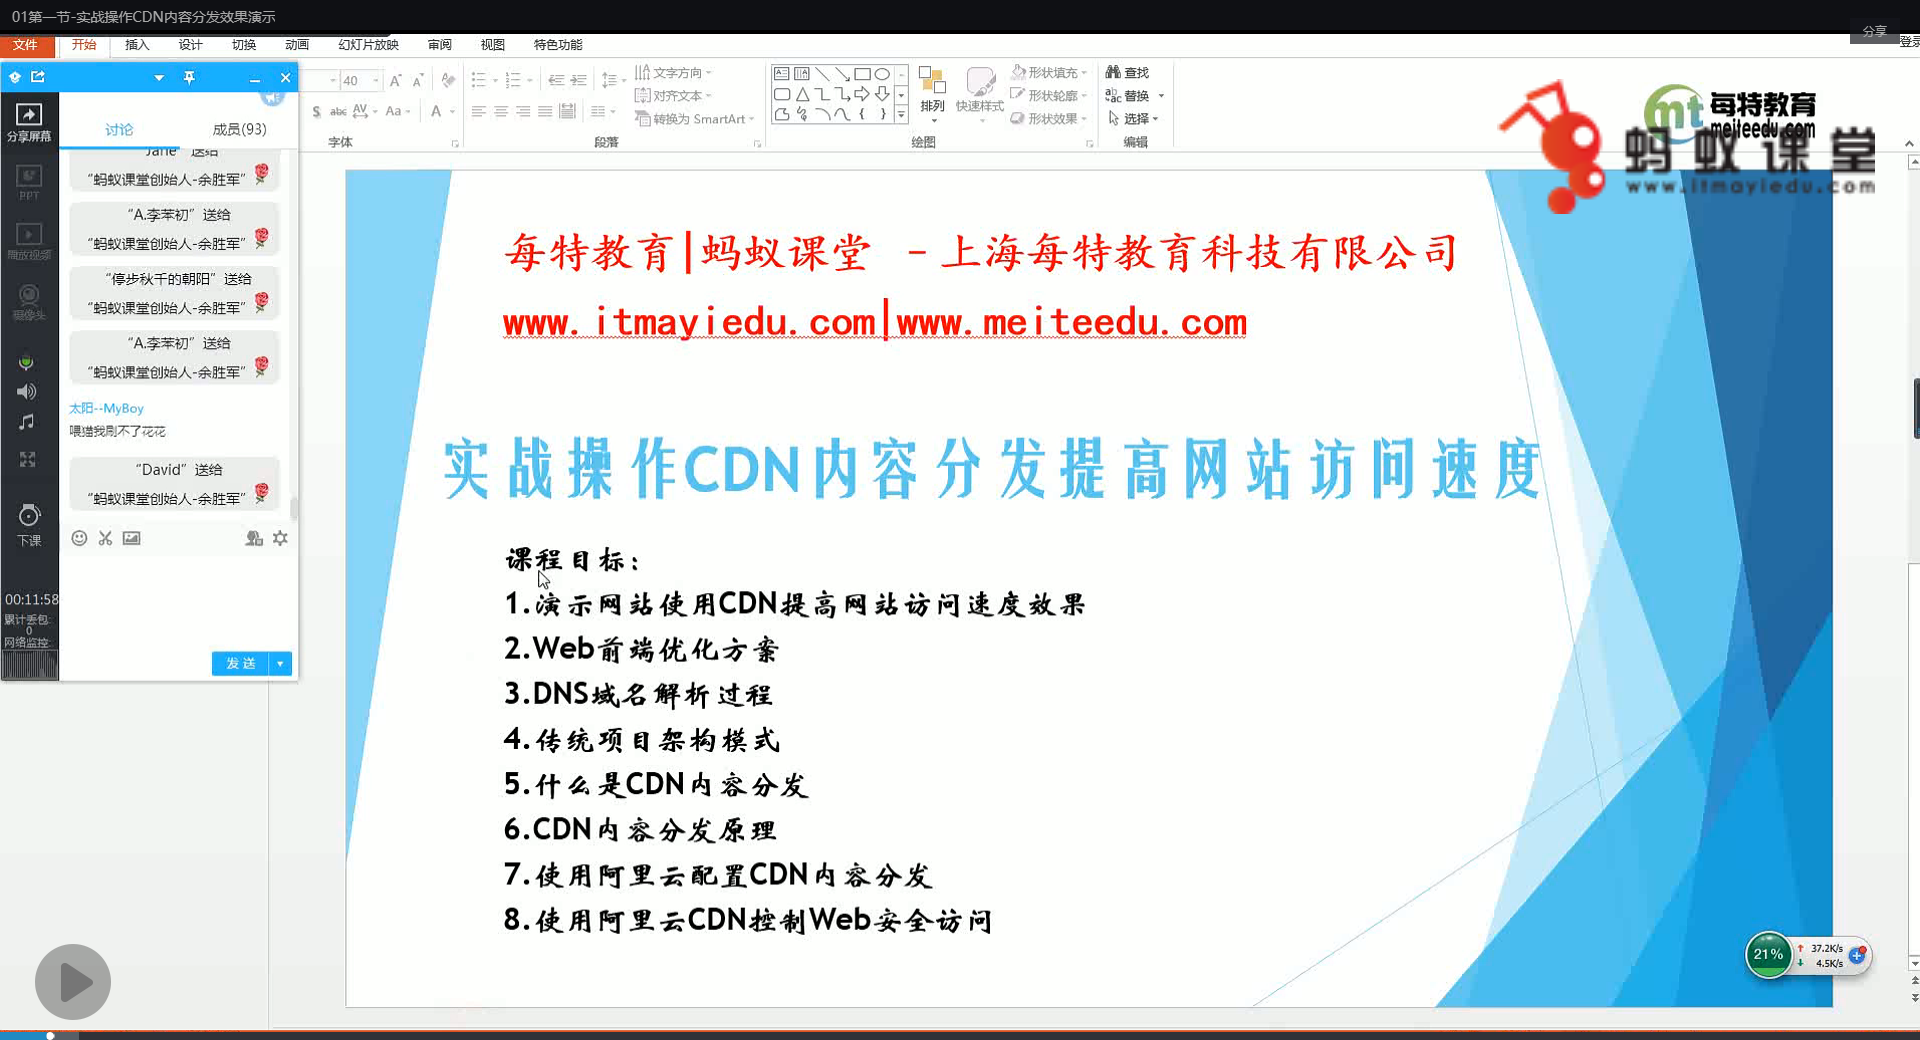 01第一节-实战操作CDN内容分发效果演示
分享
登录
文件 开始 插入 设计 切换 动画 幻灯片放映 审阅 视图 特色功能
40
文字方向
对齐文本
转换为 SmartArt
排列
快速样式
形状填充
形状轮廓
形状效果
查找
替换
选择
字体
段落
绘图
编辑
mt 每特教育
meiteedu.com
蚂蚁课堂
www.itmayiedu.com
分享屏幕
PPT
播放视频
摄像头
下课
00:11:58
累计丢包:
0
网络监控:
讨论
成员(93)
"Jane" 送给
"蚂蚁课堂创始人-余胜军"
"A.李苯初" 送给
"蚂蚁课堂创始人-余胜军"
"停步秋千的朝阳" 送给
"蚂蚁课堂创始人-余胜军"
"A.李苯初" 送给
"蚂蚁课堂创始人-余胜军"
太阳--MyBoy
喂猫我刷不了花花
"David" 送给
"蚂蚁课堂创始人-余胜军"
发送
每特教育|蚂蚁课堂 -上海每特教育科技有限公司
www.itmayiedu.com|www.meiteedu.com
实战操作CDN内容分发提高网站访问速度
课程目标：
1.演示网站使用CDN提高网站访问速度效果
2.Web前端优化方案
3.DNS域名解析过程
4.传统项目架构模式
5.什么是CDN内容分发
6.CDN内容分发原理
7.使用阿里云配置CDN内容分发
8.使用阿里云CDN控制Web安全访问
21%
37.2K/s
4.5K/s